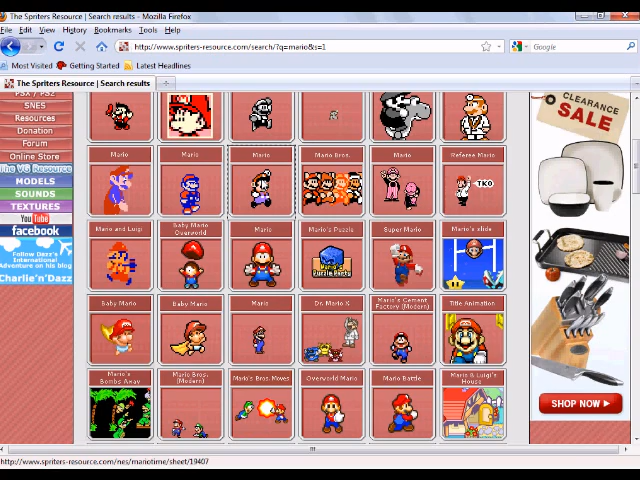 The Spriters Resource | Search results - Mozilla Firefox
File Edit View History Bookmarks Tools Help
http://www.spriters-resource.com/search/?q=mario&s=1
Google
Most Visited Getting Started Latest Headlines
The Spriters Resource | Search results
PSX / PS2
SNES
Resources
Donation
Forum
Online Store
The VG Resource
MODELS
SOUNDS
TEXTURES
You Tube
facebook
Follow Dazz's
International
Adventure on his blog
Charlie'n'Dazz
Mario Mario Mario Mario Bros. Mario Referee Mario
TKO
Mario and Luigi Baby Mario Overworld Mario Mario's Puzzle Super Mario Mario's slide
Mario's
Puzzle Party
Baby Mario Baby Mario Mario Dr. Mario X Mario's Cement Factory (Modern) Title Animation
Mario's Bombs Away Mario Bros. (Modern) Mario's Bros. Moves Overworld Mario Mario Battle Mario & Luigi's House
CLEARANCE
SALE
SHOP NOW
http://www.spriters-resource.com/nes/mariotime/sheet/19407